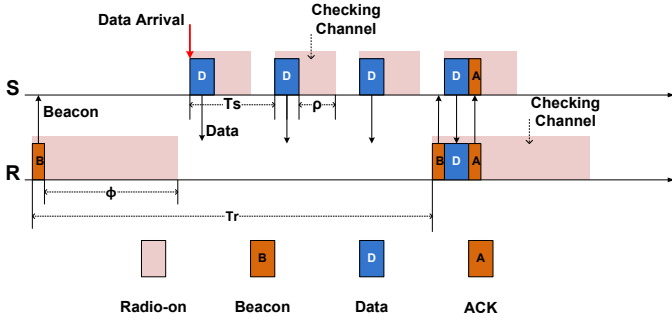 Data Arrival
Checking
Channel
D
D
D
D
A
S
Ts
ρ
Beacon
Data
Checking
Channel
B
B
D
A
R
ϕ
Tr
B
D
A
Radio-on
Beacon
Data
ACK